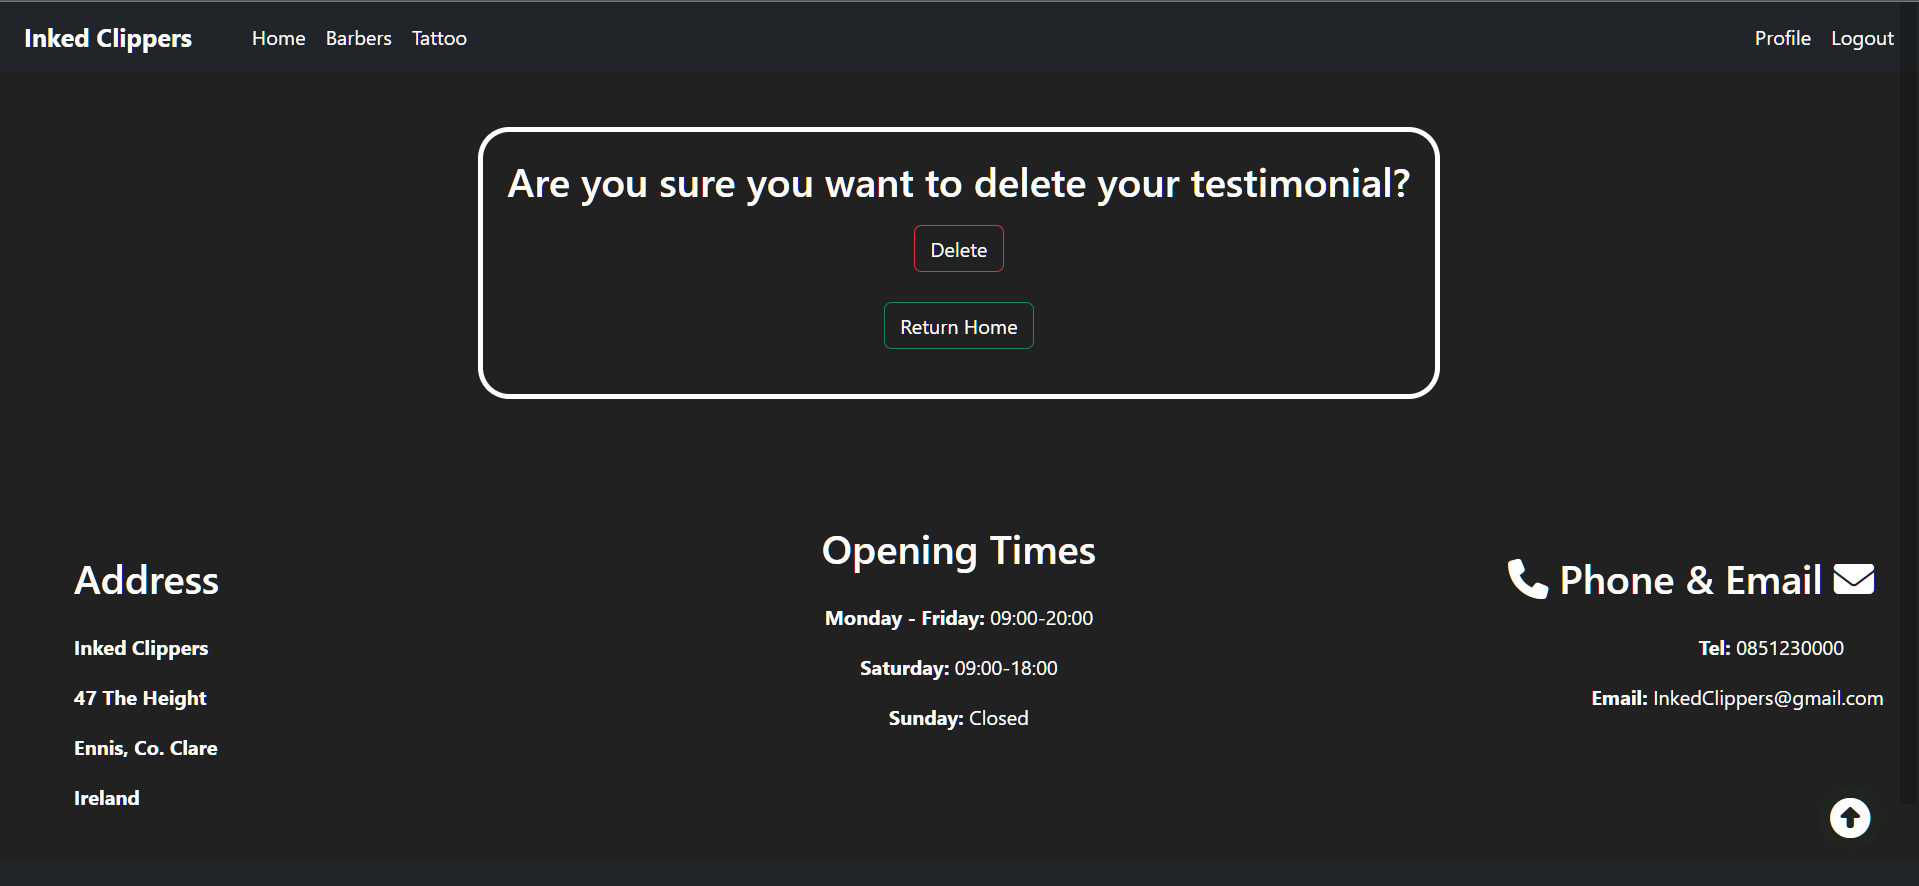 Inked Clippers
Home Barbers Tattoo
Profile Logout
Are you sure you want to delete your testimonial?
Delete
Return Home
Address
Inked Clippers
47 The Height
Ennis, Co. Clare
Ireland
Opening Times
Monday - Friday: 09:00-20:00
Saturday: 09:00-18:00
Sunday: Closed
Phone & Email
Tel: 0851230000
Email: InkedClippers@gmail.com